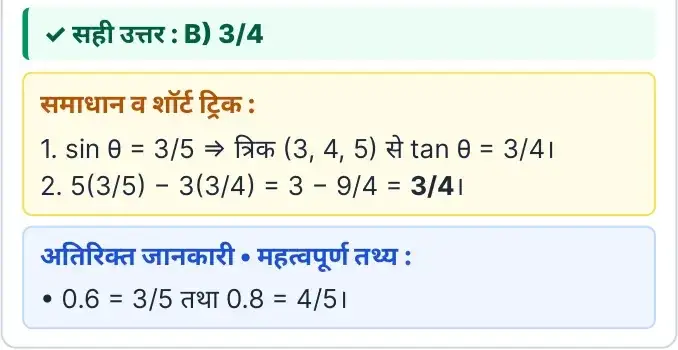 ✓ सही उत्तर : B) 3/4
समाधान व शॉर्ट ट्रिक :
1. sin θ = 3/5 ⇒ त्रिक (3, 4, 5) से tan θ = 3/4।
2. 5(3/5) − 3(3/4) = 3 − 9/4 = 3/4।
अतिरिक्त जानकारी • महत्वपूर्ण तथ्य :
• 0.6 = 3/5 तथा 0.8 = 4/5।